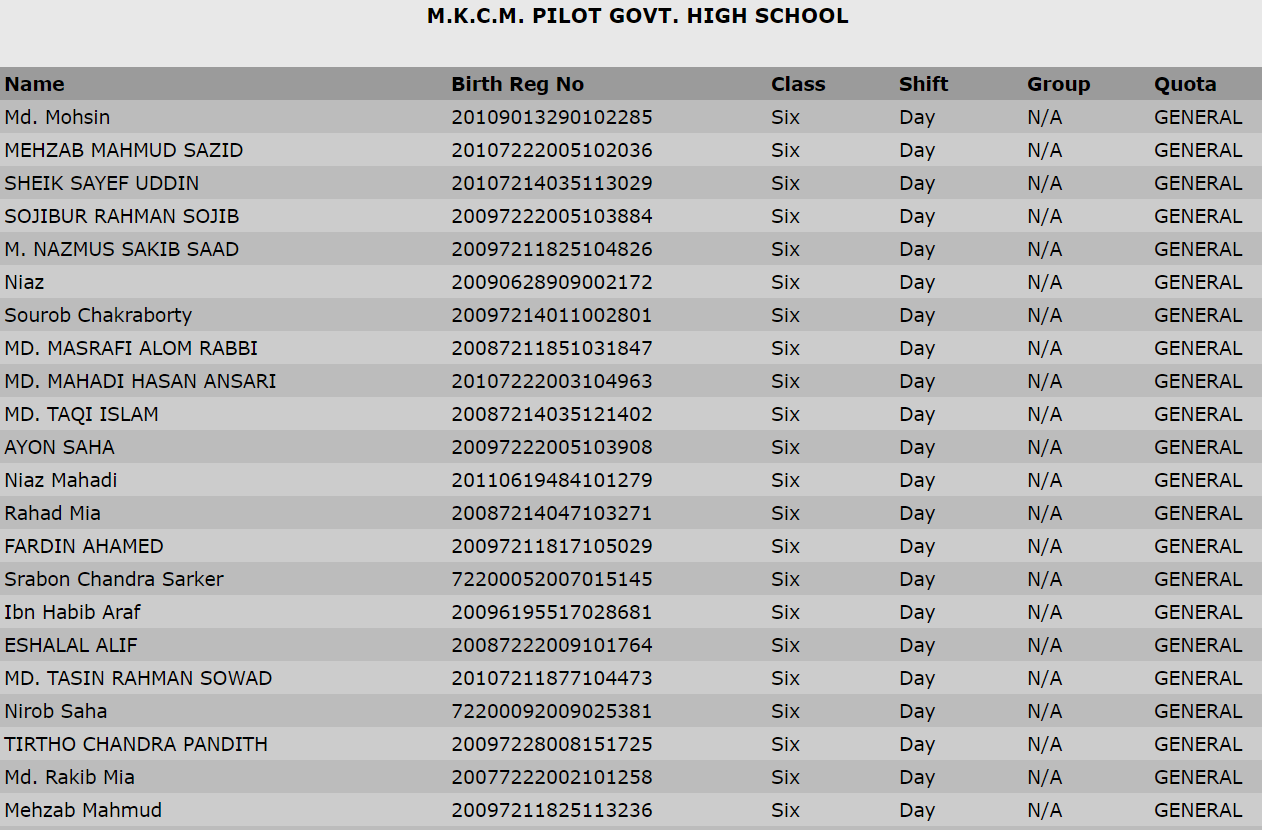 M.K.C.M. PILOT GOVT. HIGH SCHOOL
Name Birth Reg No Class Shift Group Quota
Md. Mohsin 20109013290102285 Six Day N/A GENERAL
MEHZAB MAHMUD SAZID 20107222005102036 Six Day N/A GENERAL
SHEIK SAYEF UDDIN 20107214035113029 Six Day N/A GENERAL
SOJIBUR RAHMAN SOJIB 20097222005103884 Six Day N/A GENERAL
M. NAZMUS SAKIB SAAD 20097211825104826 Six Day N/A GENERAL
Niaz 20090628909002172 Six Day N/A GENERAL
Sourob Chakraborty 20097214011002801 Six Day N/A GENERAL
MD. MASRAFI ALOM RABBI 20087211851031847 Six Day N/A GENERAL
MD. MAHADI HASAN ANSARI 20107222003104963 Six Day N/A GENERAL
MD. TAQI ISLAM 20087214035121402 Six Day N/A GENERAL
AYON SAHA 20097222005103908 Six Day N/A GENERAL
Niaz Mahadi 20110619484101279 Six Day N/A GENERAL
Rahad Mia 20087214047103271 Six Day N/A GENERAL
FARDIN AHAMED 20097211817105029 Six Day N/A GENERAL
Srabon Chandra Sarker 72200052007015145 Six Day N/A GENERAL
Ibn Habib Araf 20096195517028681 Six Day N/A GENERAL
ESHALAL ALIF 20087222009101764 Six Day N/A GENERAL
MD. TASIN RAHMAN SOWAD 20107211877104473 Six Day N/A GENERAL
Nirob Saha 72200092009025381 Six Day N/A GENERAL
TIRTHO CHANDRA PANDITH 20097228008151725 Six Day N/A GENERAL
Md. Rakib Mia 20077222002101258 Six Day N/A GENERAL
Mehzab Mahmud 20097211825113236 Six Day N/A GENERAL